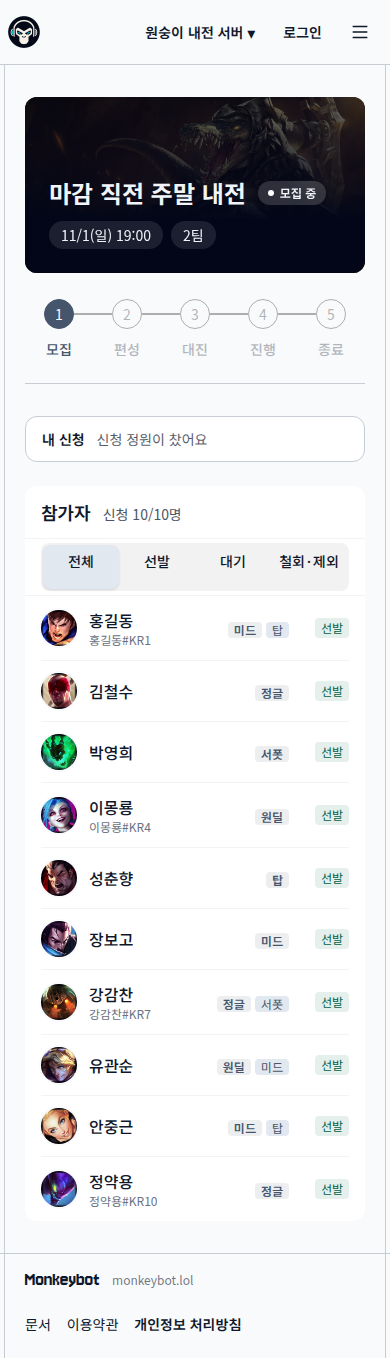 원숭이 내전 서버 ▾ 로그인
마감 직전 주말 내전 모집 중
11/1(일) 19:00 2팀
1 2 3 4 5
모집 편성 대진 진행 종료
내 신청 신청 정원이 찼어요
참가자 신청 10/10명
전체 선발 대기 철회·제외
홍길동 미드 탑 선발
홍길동#KR1
김철수 정글 선발
박영희 서폿 선발
이몽룡 원딜 선발
이몽룡#KR4
성춘향 탑 선발
장보고 미드 선발
강감찬 정글 서폿 선발
강감찬#KR7
유관순 원딜 미드 선발
안중근 미드 탑 선발
정약용 정글 선발
정약용#KR10
Monkeybot monkeybot.lol
문서 이용약관 개인정보 처리방침